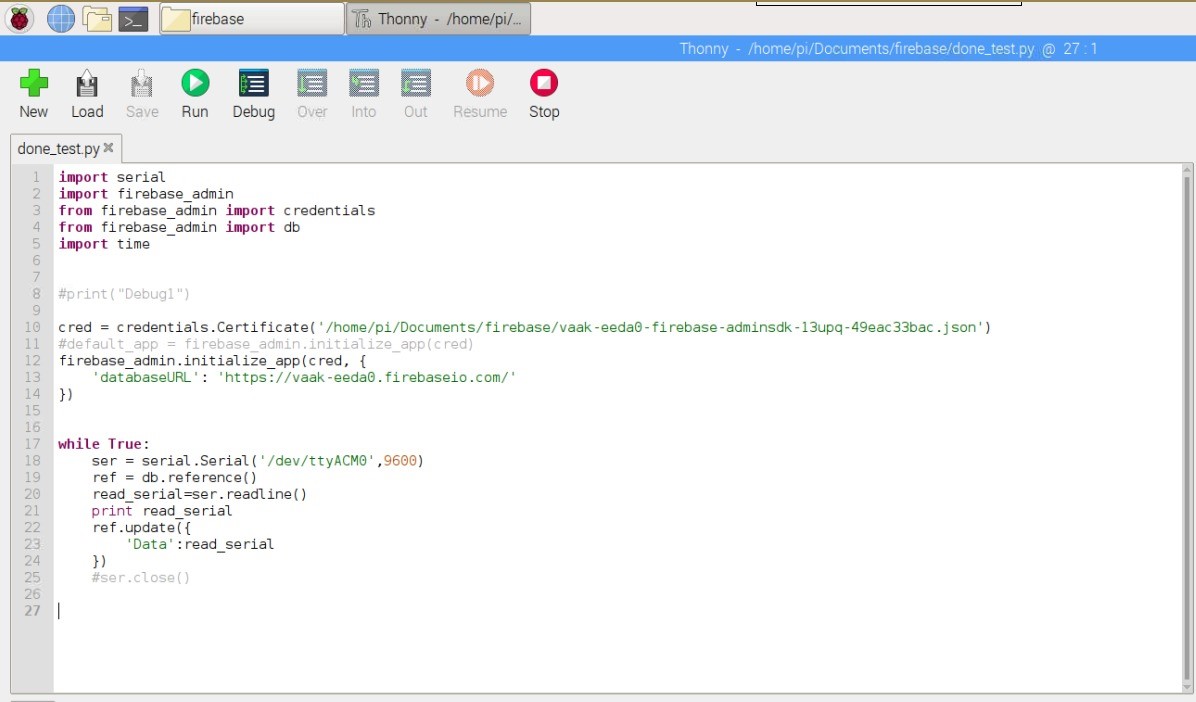 firebase
Thonny - /home/pi/...
Thonny - /home/pi/Documents/firebase/done_test.py @ 27 : 1
New Load Save Run Debug Over Into Out Resume Stop
done_test.py
1 import serial
2 import firebase_admin
3 from firebase_admin import credentials
4 from firebase_admin import db
5 import time
6
7
8 #print("Debug1")
9
10 cred = credentials.Certificate('/home/pi/Documents/firebase/vaak-eeda0-firebase-adminsdk-13upq-49eac33bac.json')
11 #default_app = firebase_admin.initialize_app(cred)
12 firebase_admin.initialize_app(cred, {
13     'databaseURL': 'https://vaak-eeda0.firebaseio.com/'
14 })
15
16
17 while True:
18     ser = serial.Serial('/dev/ttyACM0',9600)
19     ref = db.reference()
20     read_serial=ser.readline()
21     print read_serial
22     ref.update({
23         'Data':read_serial
24     })
25     #ser.close()
26
27